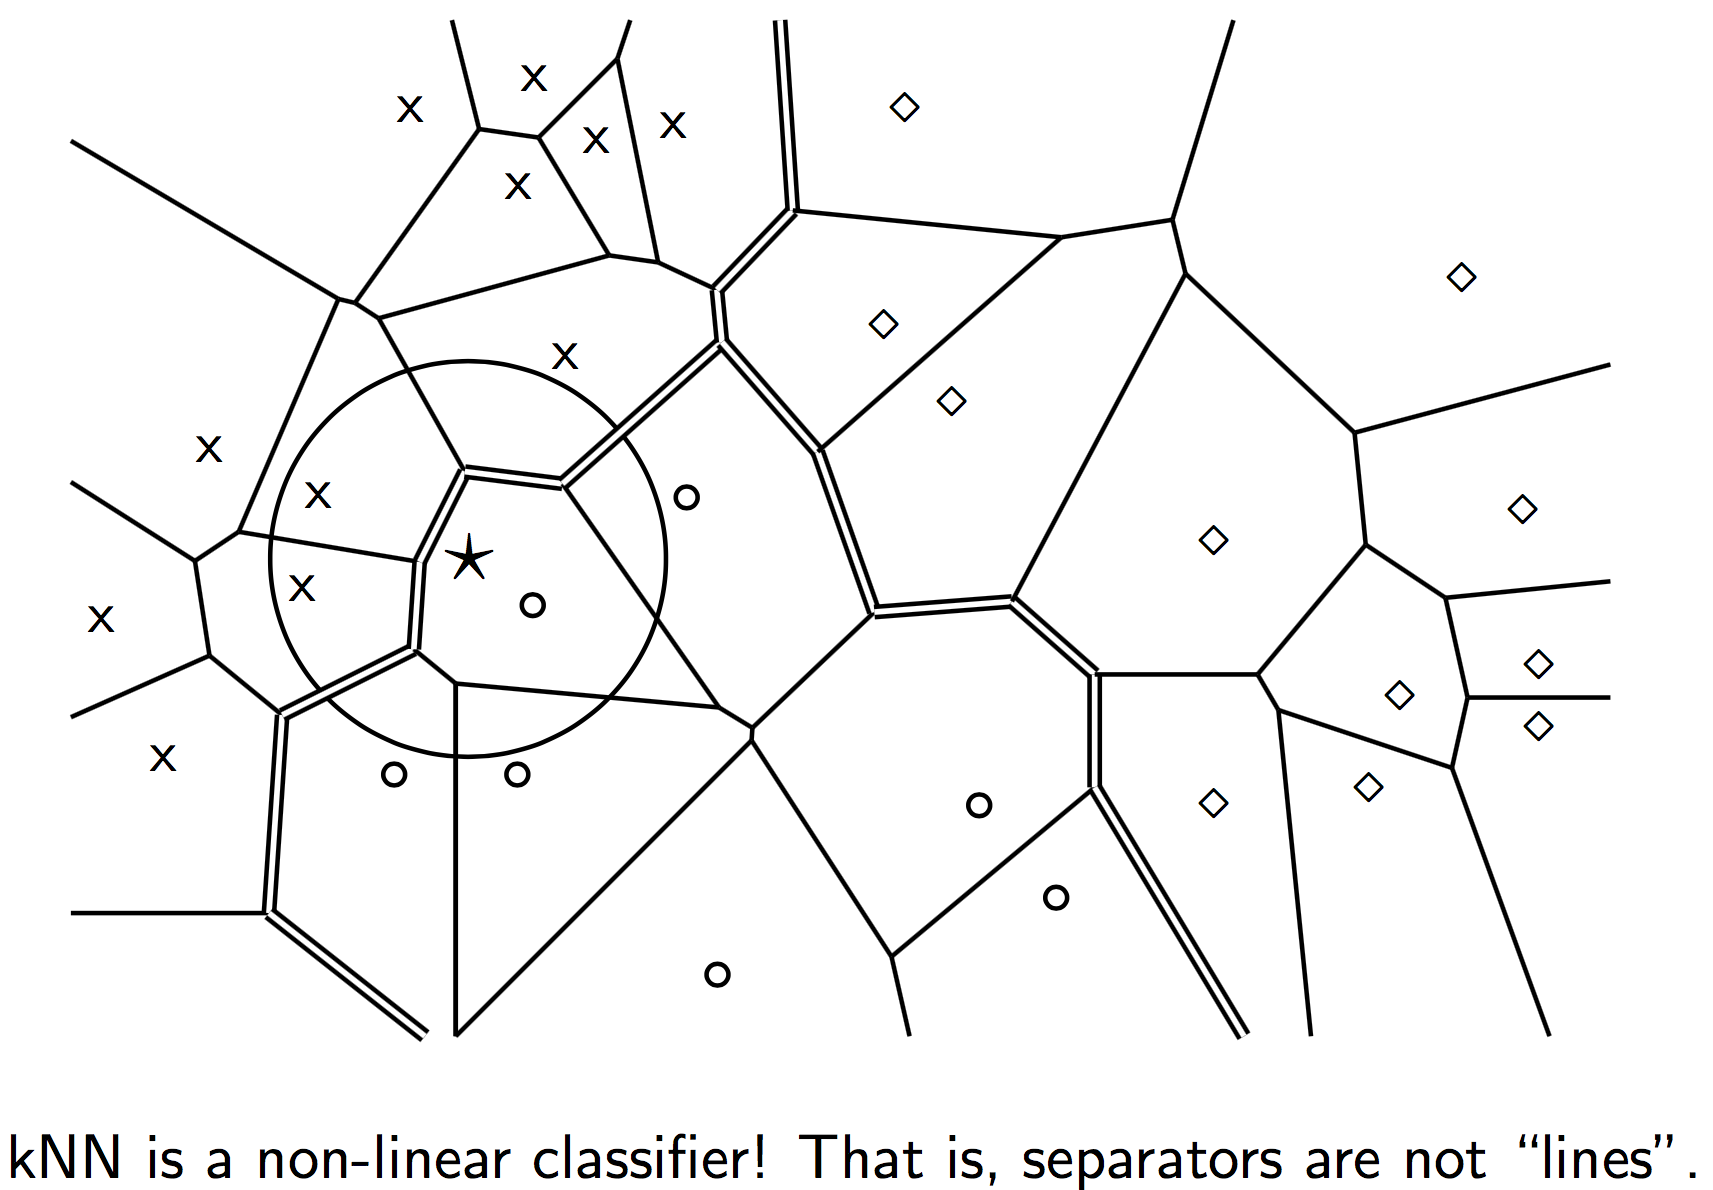 kNN is a non-linear classifier! That is, separators are not “lines”.